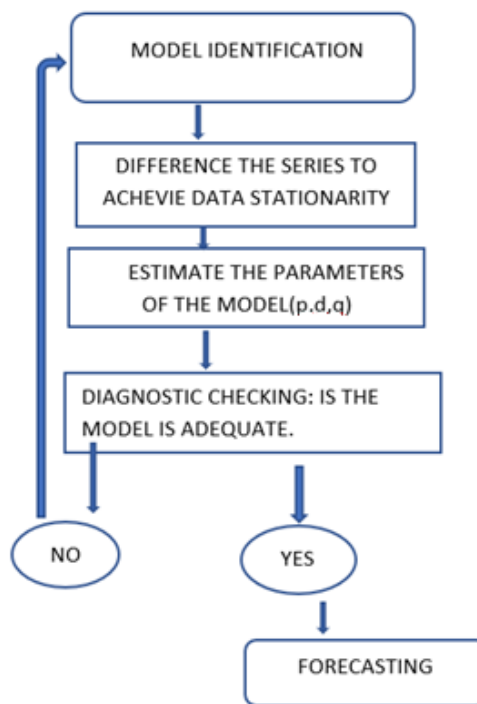 MODEL IDENTIFICATION
DIFFERENCE THE SERIES TO
ACHEVIE DATA STATIONARITY
ESTIMATE THE PARAMETERS
OF THE MODEL(p.d,q)
DIAGNOSTIC CHECKING: IS THE
MODEL IS ADEQUATE.
NO
YES
FORECASTING